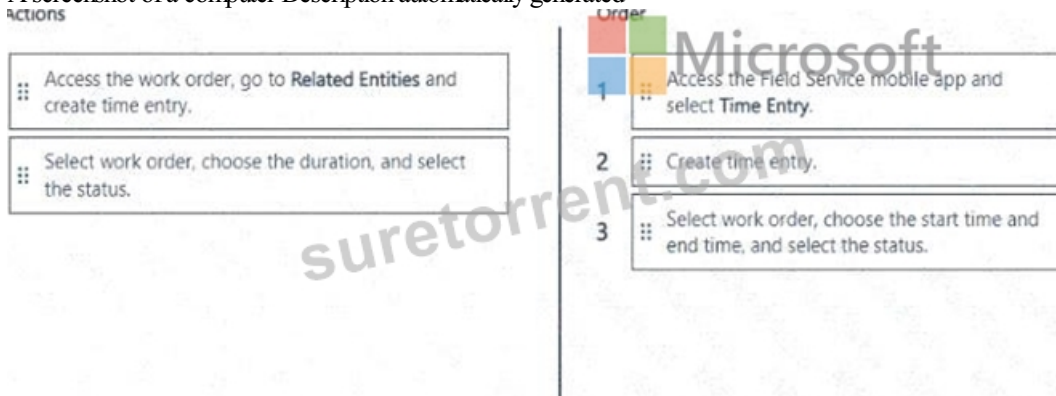 A screenshot of a computer Description automatically generated
Actions
Access the work order, go to Related Entities and
create time entry.
Select work order, choose the duration, and select
the status.
Order
Microsoft
1
Access the Field Service mobile app and
select Time Entry.
2
Create time entry.
3
Select work order, choose the start time and
end time, and select the status.
suretorrent.com